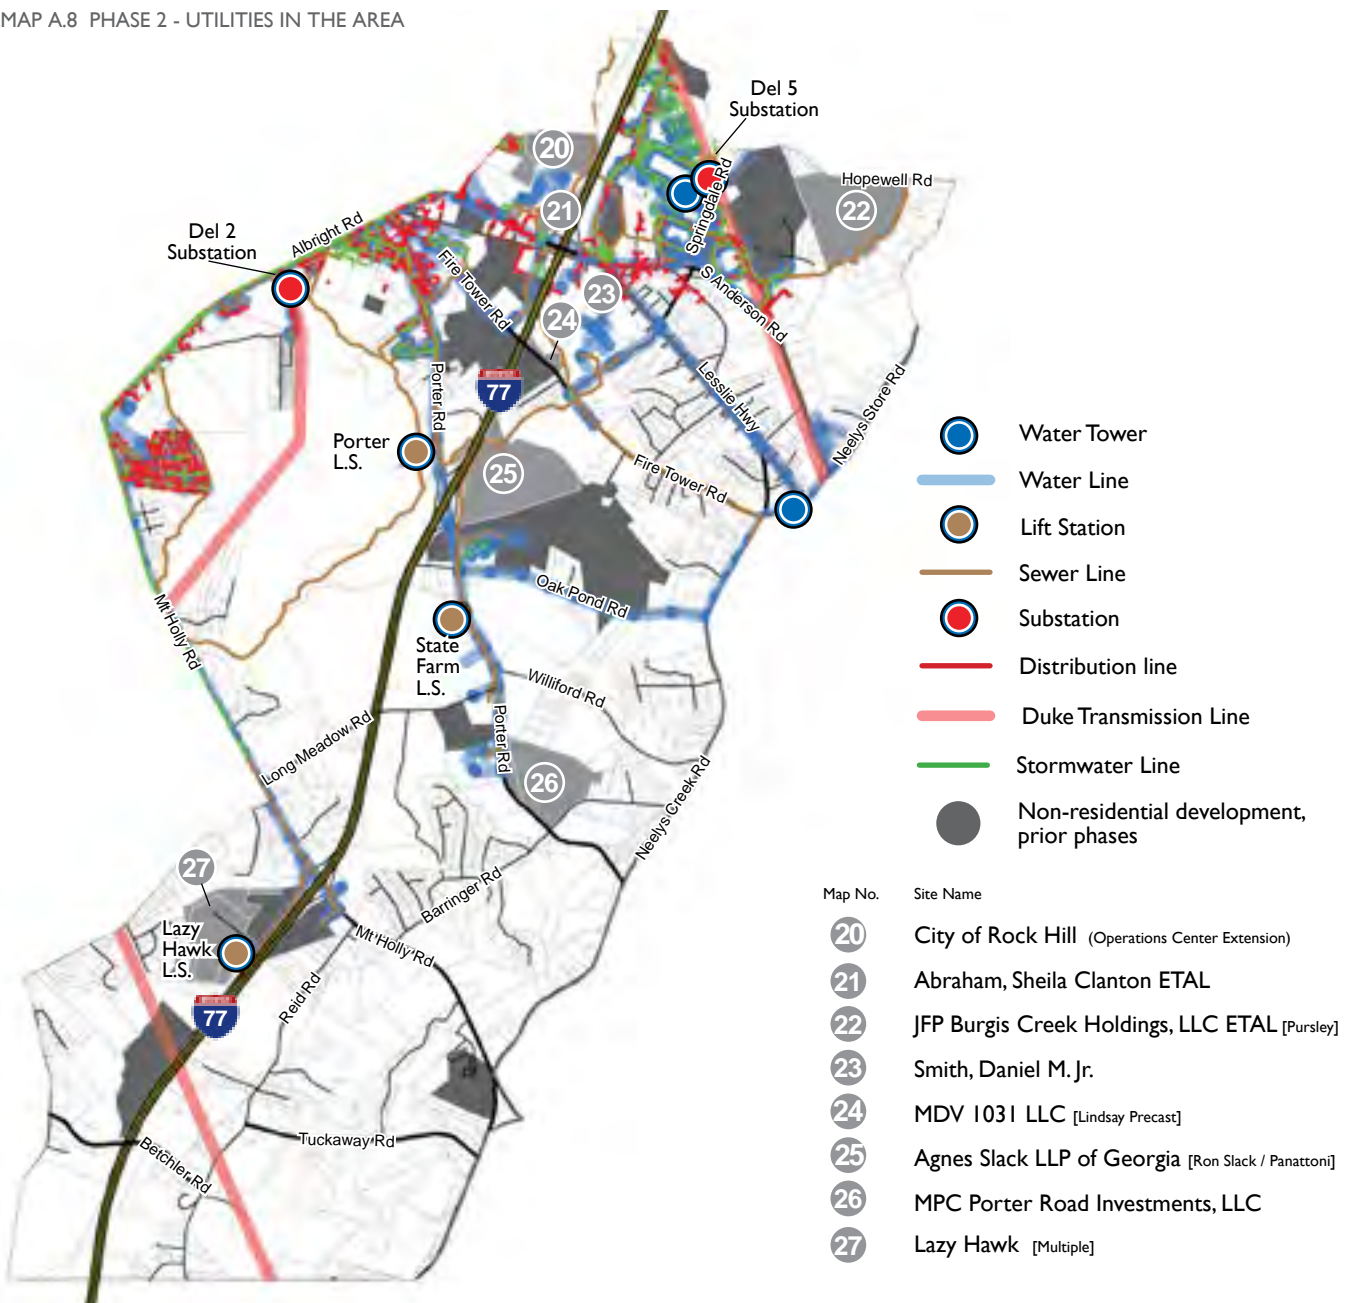 MAP A.8 PHASE 2 - UTILITIES IN THE AREA
Del 5
Substation
20
Hopewell Rd
22
21
Springdale Rd
Albright Rd
Del 2
Substation
Fire Tower Rd
23
S Anderson Rd
24
77
Porter Rd
Lesslie Hwy
Neelys Store Rd
Porter
L.S.
25
Fire Tower Rd
Oak Pond Rd
Mt Holly Rd
State
Farm
L.S.
Williford Rd
Long Meadow Rd
Porter Rd
26
Neelys Creek Rd
27
Barringer Rd
Lazy
Hawk
L.S.
Mt Holly Rd
Reid Rd
77
Tuckaway Rd
Betchler Rd
Water Tower
Water Line
Lift Station
Sewer Line
Substation
Distribution line
Duke Transmission Line
Stormwater Line
Non-residential development,
prior phases
Map No. Site Name
20 City of Rock Hill (Operations Center Extension)
21 Abraham, Sheila Clanton ETAL
22 JFP Burgis Creek Holdings, LLC ETAL [Pursley]
23 Smith, Daniel M. Jr.
24 MDV 1031 LLC [Lindsay Precast]
25 Agnes Slack LLP of Georgia [Ron Slack / Panattoni]
26 MPC Porter Road Investments, LLC
27 Lazy Hawk [Multiple]